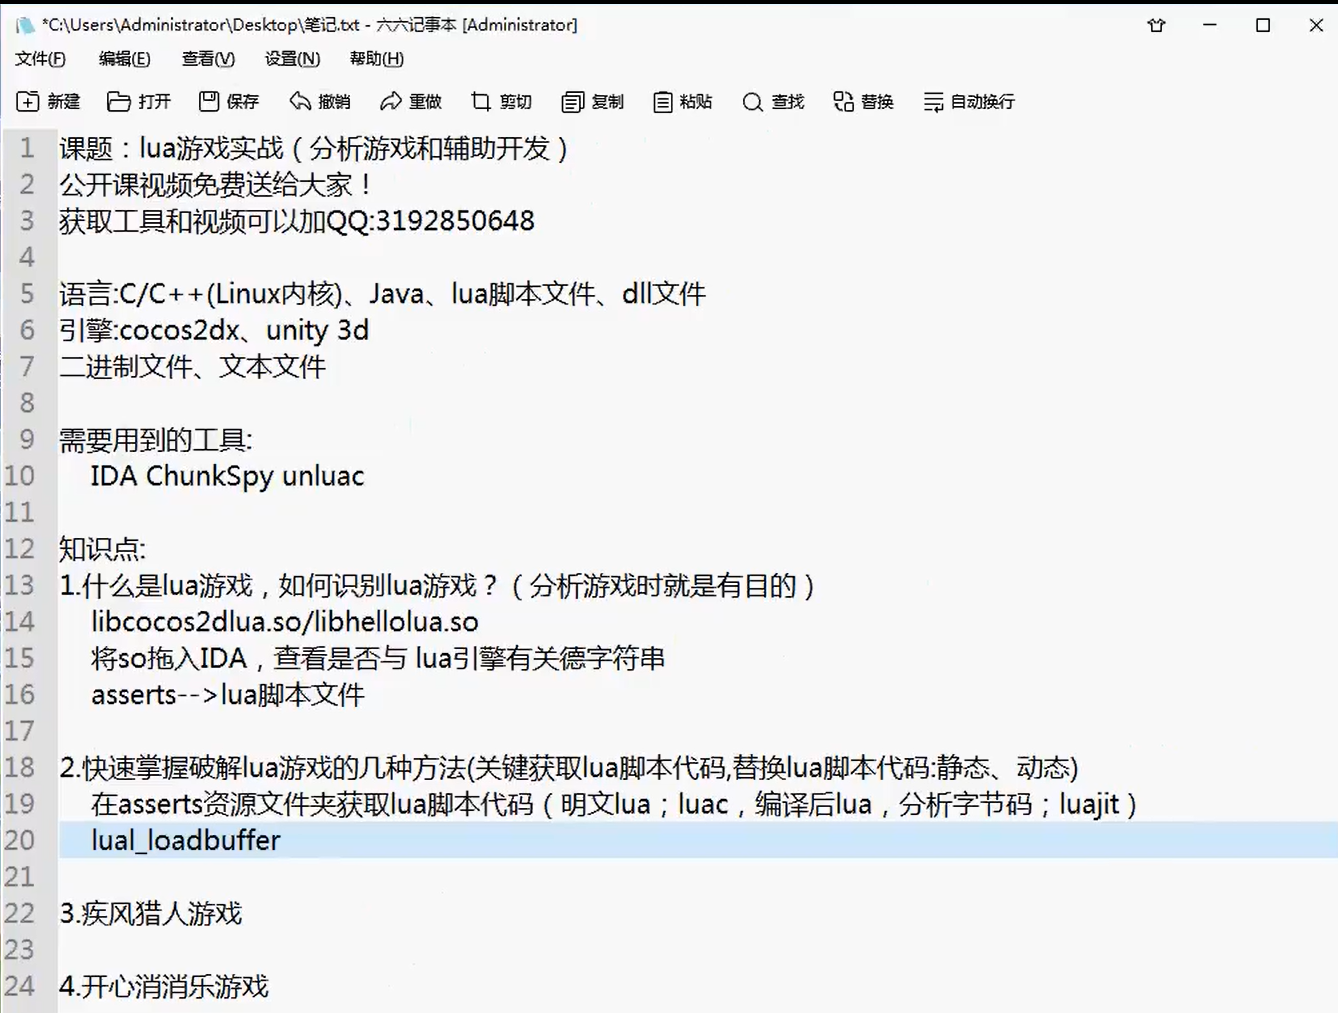 *C:\Users\Administrator\Desktop\笔记.txt - 六六记事本 [Administrator]
文件(F) 编辑(E) 查看(V) 设置(N) 帮助(H)
新建 打开 保存 撤销 重做 剪切 复制 粘贴 查找 替换 自动换行
1 课题：lua游戏实战（分析游戏和辅助开发）
2 公开课视频免费送给大家！
3 获取工具和视频可以加QQ:3192850648
4
5 语言:C/C++(Linux内核)、Java、lua脚本文件、dll文件
6 引擎:cocos2dx、unity 3d
7 二进制文件、文本文件
8
9 需要用到的工具:
10 IDA ChunkSpy unluac
11
12 知识点:
13 1.什么是lua游戏，如何识别lua游戏？（分析游戏时就是有目的）
14 libcocos2dlua.so/libhellolua.so
15 将so拖入IDA，查看是否与 lua引擎有关德字符串
16 asserts-->lua脚本文件
17
18 2.快速掌握破解lua游戏的几种方法(关键获取lua脚本代码,替换lua脚本代码:静态、动态)
19 在asserts资源文件夹获取lua脚本代码（明文lua；luac，编译后lua，分析字节码；luajit）
20 lual_loadbuffer
21
22 3.疾风猎人游戏
23
24 4.开心消消乐游戏